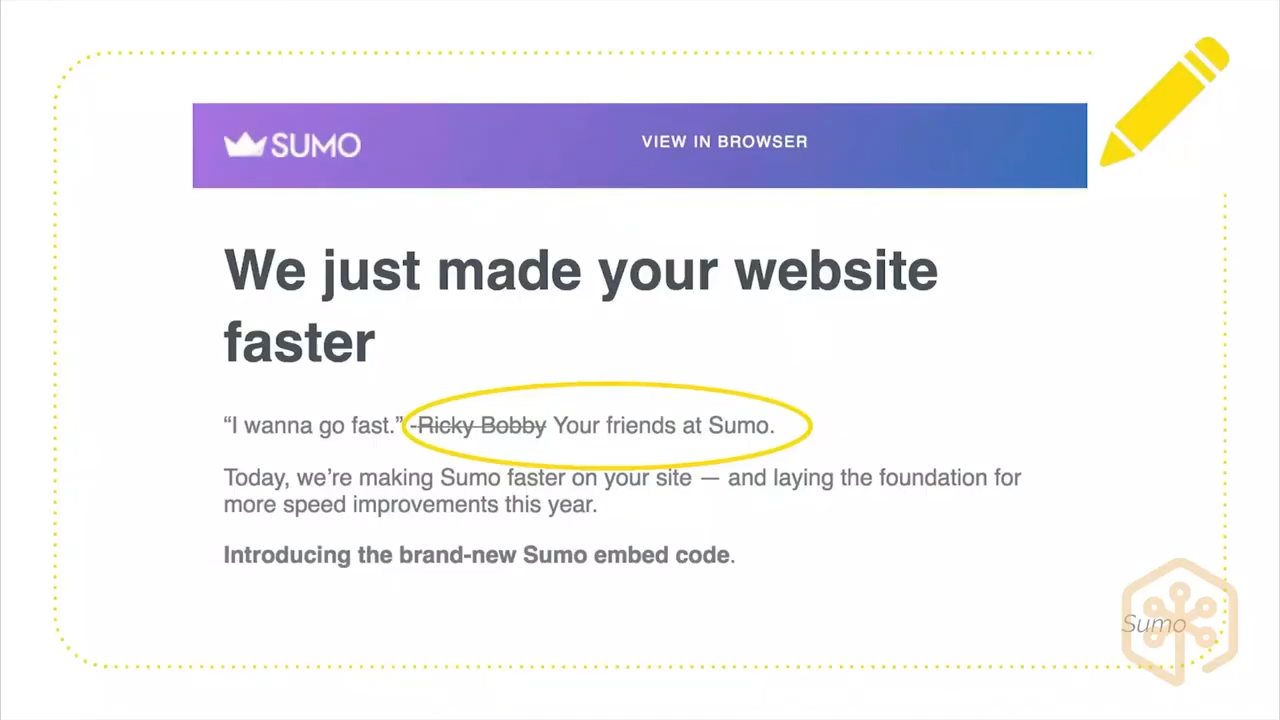 SUMO
VIEW IN BROWSER
We just made your website
faster
“I wanna go fast.” -Ricky Bobby Your friends at Sumo.
Today, we’re making Sumo faster on your site — and laying the foundation for
more speed improvements this year.
Introducing the brand-new Sumo embed code.
Sumo